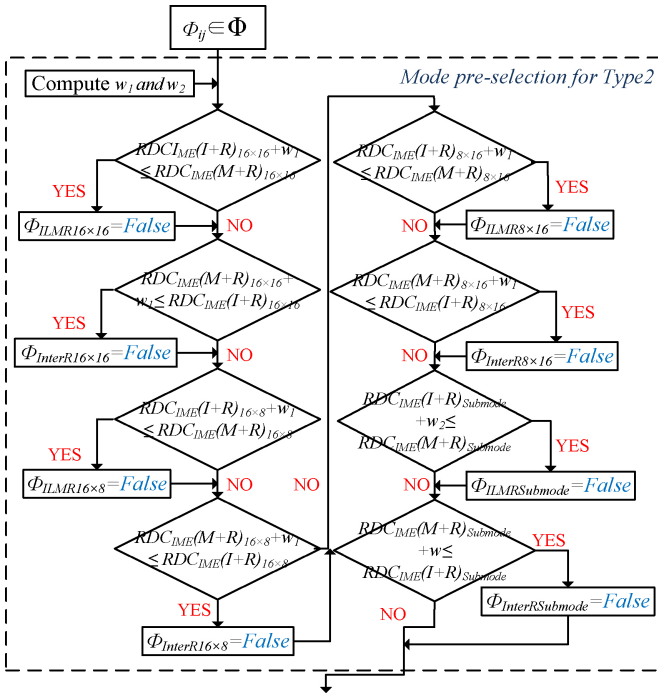 Φij∈Φ
Mode pre-selection for Type2
Compute w1 and w2
RDCIME(I+R)16×16+w1
≤RDCIME(M+R)16×16
YES
ΦILMR16×16=False
NO
RDCIME(M+R)16×16+
w1≤RDCIME(I+R)16×16
YES
ΦInterR16×16=False
NO
RDCIME(I+R)16×8+w1
≤RDCIME(M+R)16×8
YES
ΦILMR16×8=False
NO
NO
RDCIME(M+R)16×8+w1
≤RDCIME(I+R)16×8
YES
ΦInterR16×8=False
RDCIME(I+R)8×16+w1
≤RDCIME(M+R)8×16
YES
ΦILMR8×16=False
NO
RDCIME(M+R)8×16+w1
≤RDCIME(I+R)8×16
YES
ΦInterR8×16=False
NO
RDCIME(I+R)Submode
+w2≤
RDCIME(M+R)Submode
YES
ΦILMRSubmode=False
NO
RDCIME(M+R)Submode
+w≤
RDCIME(I+R)Submode
YES
ΦInterRSubmode=False
NO